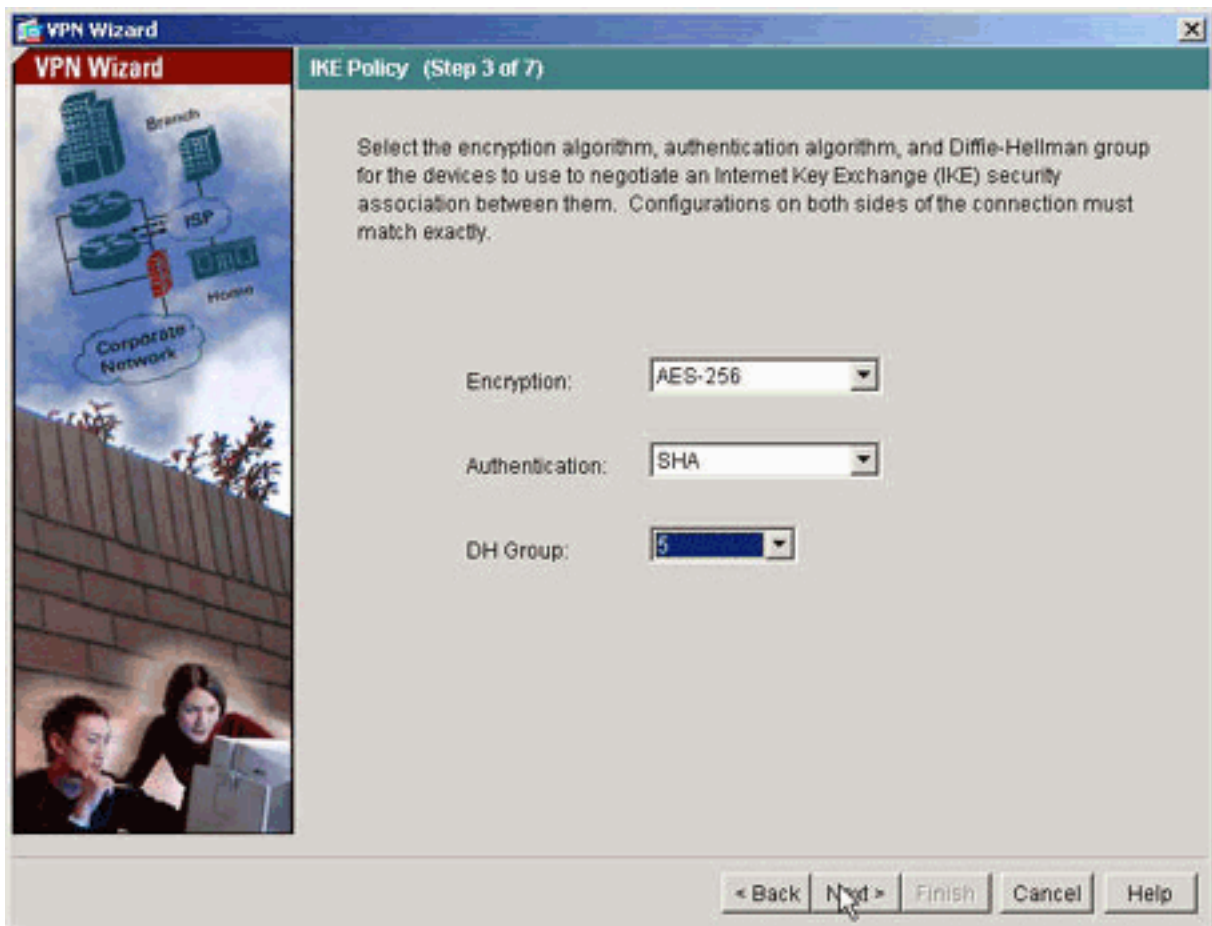 VPN Wizard
VPN Wizard
IKE Policy (Step 3 of 7)
Branch
ISP
Home
Corporate
Network
Select the encryption algorithm, authentication algorithm, and Diffie-Hellman group
for the devices to use to negotiate an Internet Key Exchange (IKE) security
association between them. Configurations on both sides of the connection must
match exactly.
Encryption: AES-256
Authentication: SHA
DH Group: 5
< Back Next > Finish Cancel Help